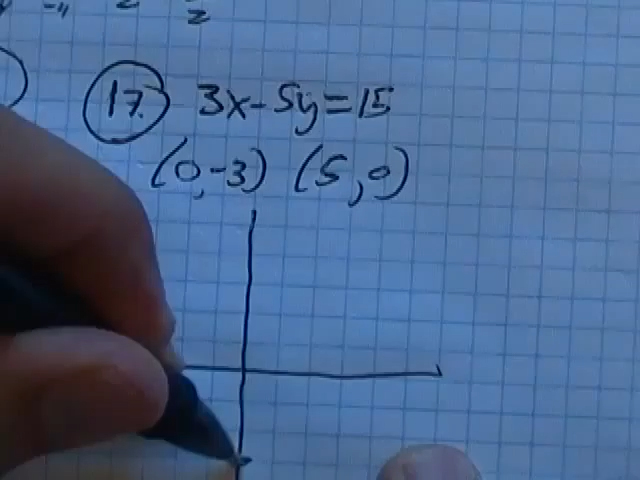 17. 3x-5y=15
(0,-3) (5,0)